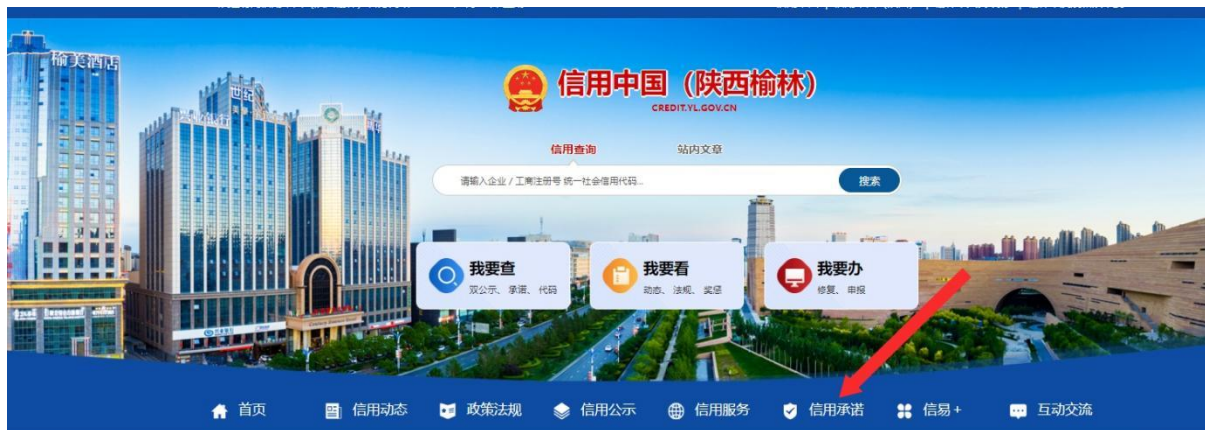 榆美酒店
世纪
信用中国（陕西榆林）
CREDIT.YL.GOV.CN
信用查询 站内文章
请输入企业 / 工商注册号 统一社会信用代码...
搜索
我要查
双公示、 承诺、 代码
我要看
动态、 法规、 奖惩
我要办
修复、 申报
首页 信用动态 政策法规 信用公示 信用服务 信用承诺 信易+ 互动交流